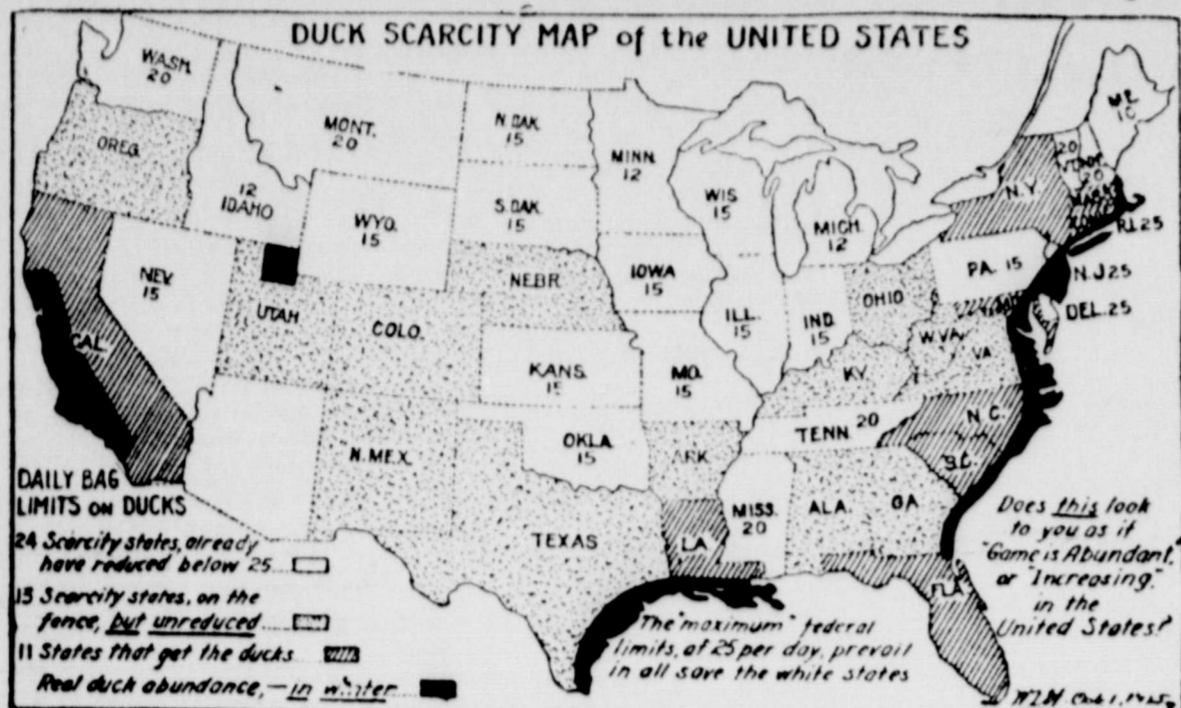 DUCK SCARCITY MAP of the UNITED STATES
WASH.
20
OREG.
MONT.
20
12
IDAHO
WYO.
15
N. DAK.
15
S. DAK.
15
MINN.
12
WIS.
15
MICH.
12
NEV.
15
UTAH
COLO.
NEBR.
IOWA
15
ILL.
15
IND.
15
OHIO
PA. 15
N.Y.
20
20
MASS.
ME.
R.I. 25
N.J 25
DEL. 25
CAL.
KANS.
15
MO.
15
KY.
W.VA.
VA.
N. MEX.
OKLA.
15
ARK.
TENN. 20
N.C.
S.C.
TEXAS
LA.
MISS.
20
ALA.
GA.
FLA.
DAILY BAG
LIMITS ON DUCKS
24 Scarcity states, already
have reduced below 25
15 Scarcity states, on the
fence, but unreduced
11 States that get the ducks
Real duck abundance, — in winter
The "maximum" federal
limits, of 25 per day, prevail
in all save the white states
Does this look
to you as if
"Game is Abundant,"
or "Increasing,"
in the
United States?